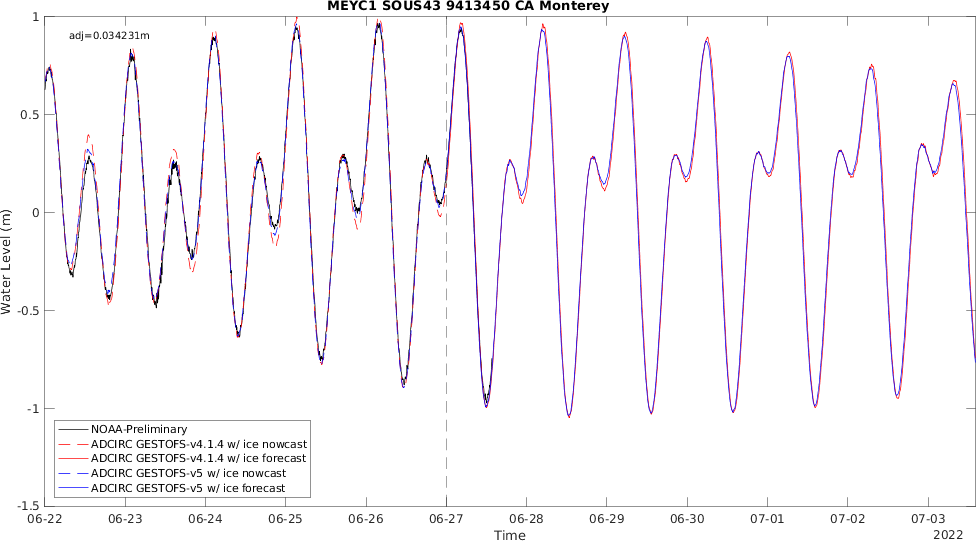 MEYC1 SOUS43 9413450 CA Monterey
adj=0.034231m
1
0.5
0
-0.5
-1
-1.5
Water Level (m)
NOAA-Preliminary
ADCIRC GESTOFS-v4.1.4 w/ ice nowcast
ADCIRC GESTOFS-v4.1.4 w/ ice forecast
ADCIRC GESTOFS-v5 w/ ice nowcast
ADCIRC GESTOFS-v5 w/ ice forecast
06-22 06-23 06-24 06-25 06-26 06-27 06-28 06-29 06-30 07-01 07-02 07-03
Time
2022